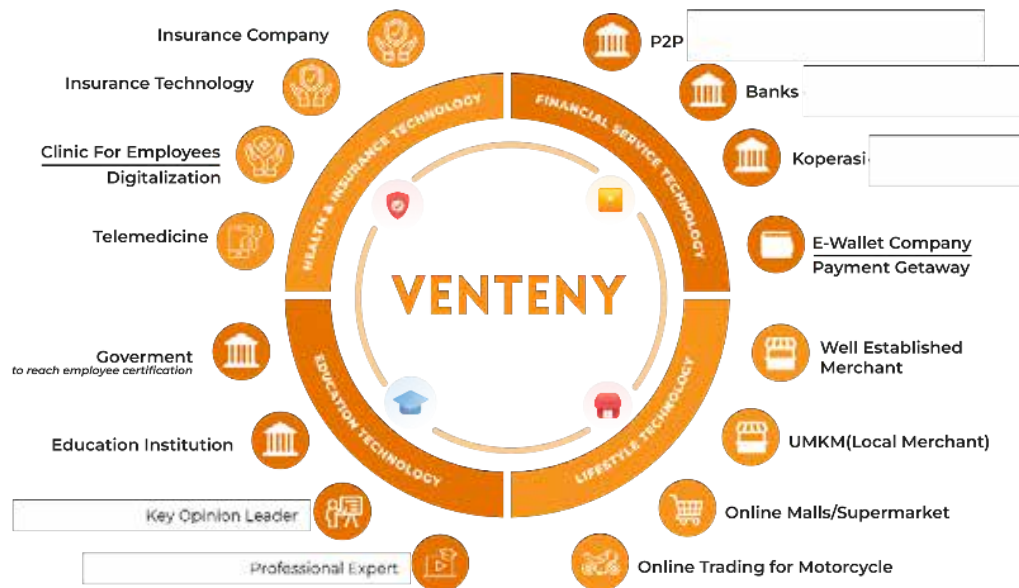 Insurance Company
Insurance Technology
Clinic For Employees
Digitalization
Telemedicine
P2P
Banks
Koperasi
E-Wallet Company
Payment Getaway
HEALTH & INSURANCE TECHNOLOGY
FINANCIAL SERVICE TECHNOLOGY
VENTENY
EDUCATION TECHNOLOGY
LIFESTYLE TECHNOLOGY
Goverment
to reach employee certification
Education Institution
Key Opinion Leader
Professional Expert
Well Established
Merchant
UMKM(Local Merchant)
Online Malls/Supermarket
Online Trading for Motorcycle